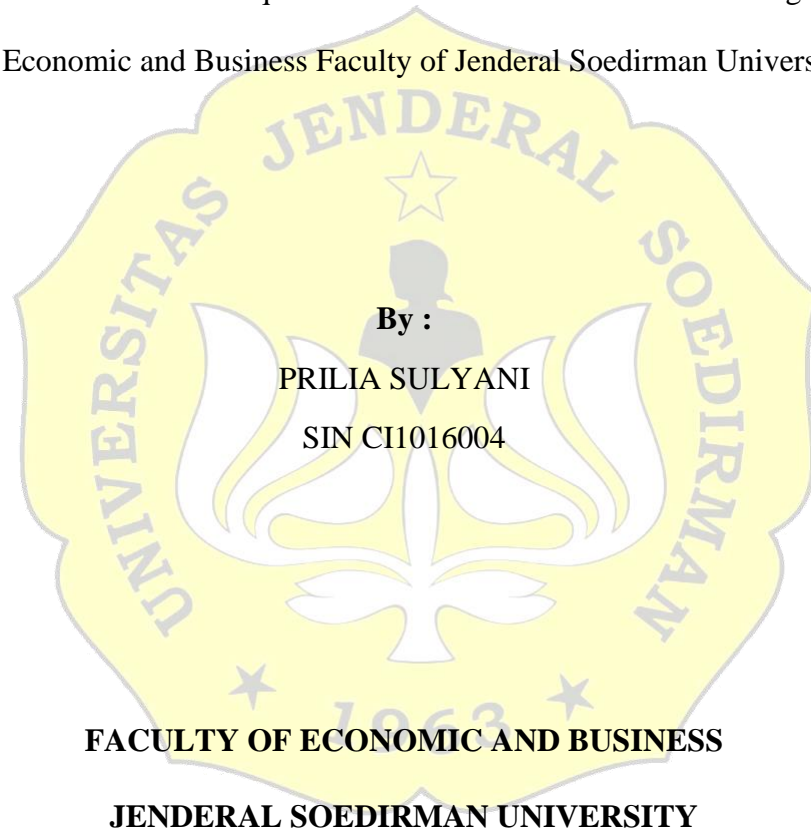 Economic and Business Faculty of Jenderal Soedirman
UNIVERSITAS JENDERAL SOEDIRMAN
By :
PRILIA SULYANI
SIN CI1016004
1963
FACULTY OF ECONOMIC AND BUSINESS
JENDERAL SOEDIRMAN UNIVERSITY